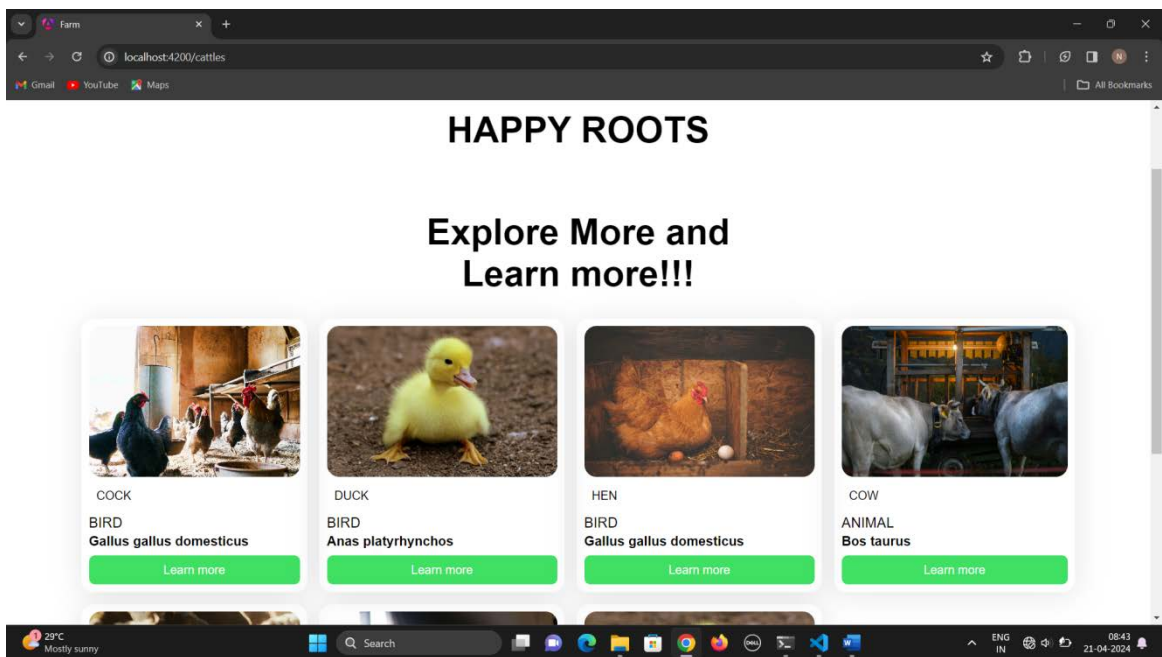 Farm
localhost:4200/cattles
N
Gmail YouTube Maps
All Bookmarks
HAPPY ROOTS
Explore More and
Learn more!!!
COCK
BIRD
Gallus gallus domesticus
Learn more
DUCK
BIRD
Anas platyrhynchos
Learn more
HEN
BIRD
Gallus gallus domesticus
Learn more
COW
ANIMAL
Bos taurus
Learn more
1
29°C
Mostly sunny
Search
DELL
ENG
IN
08:43
21-04-2024